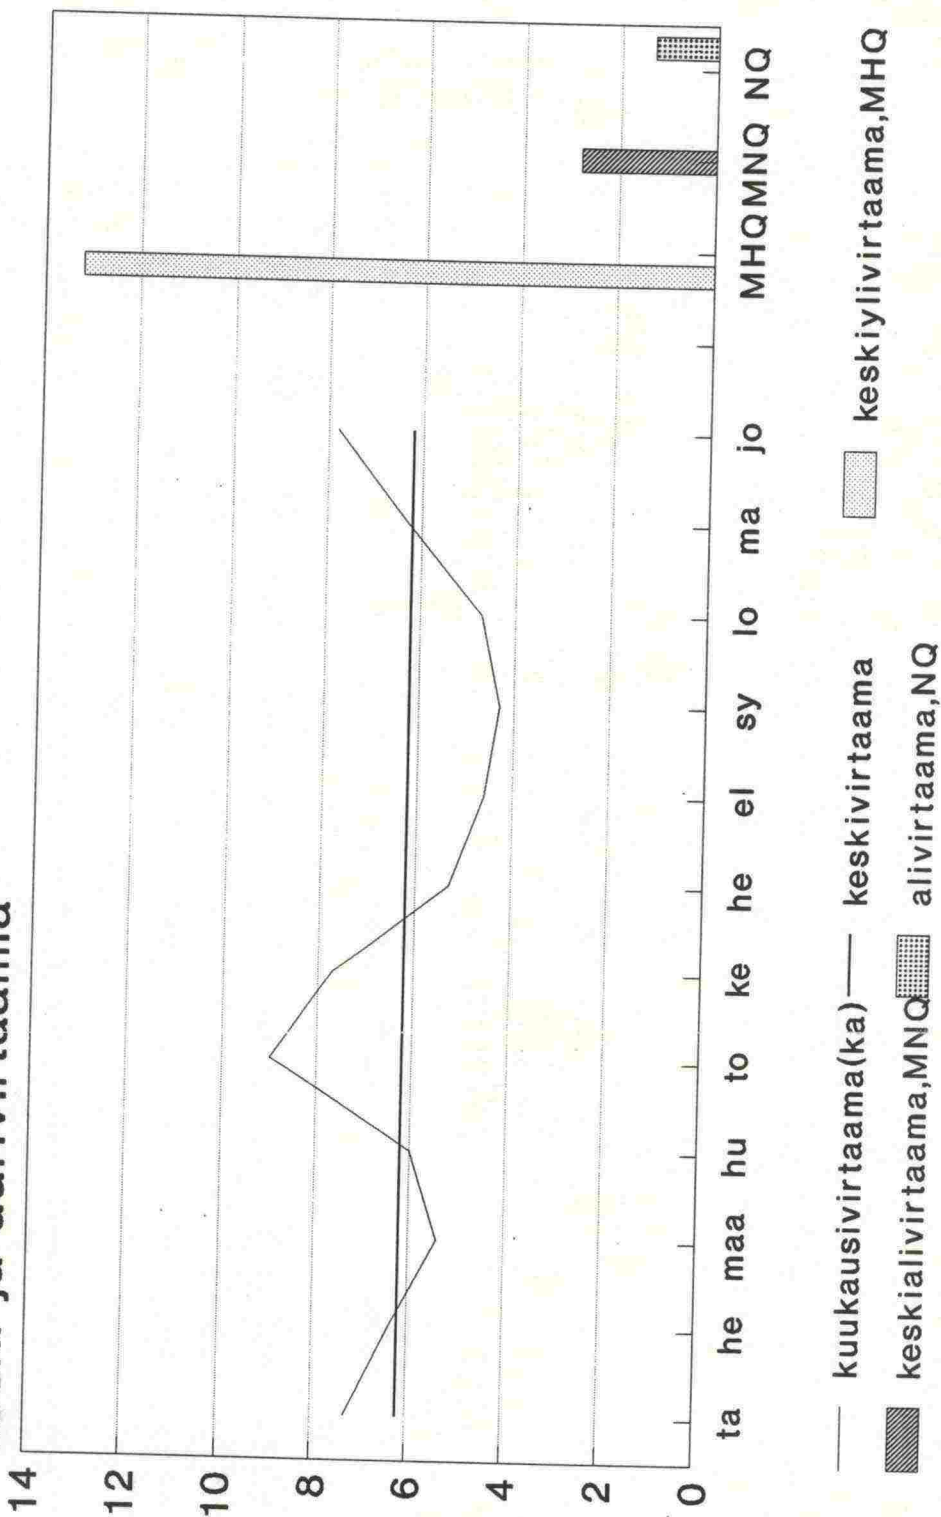 ja
14
12
10
8
6
4
2
0
ta he maa hu to ke he el sy lo ma jo MHQ MNQ NQ
kuukausivirtaama(ka) keskivirtaama keskiylivirtaama,MHQ
keskialivirtaama,MNQ alivirtaama,NQ